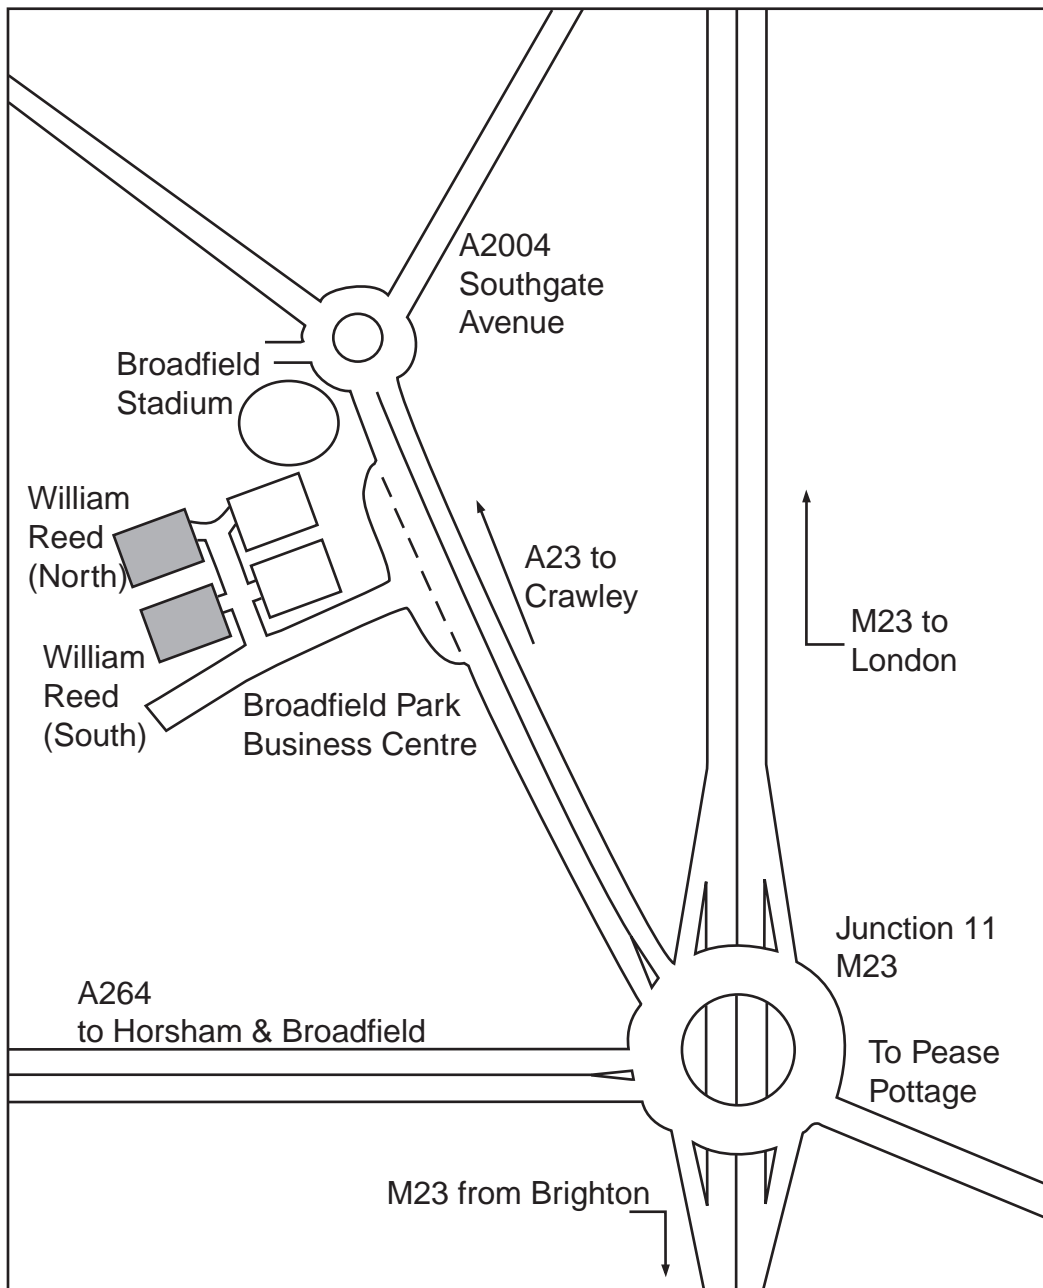 A2004
Southgate
Avenue
Broadfield
Stadium
William
Reed
(North)
A23 to
Crawley
M23 to
London
William
Reed
(South)
Broadfield Park
Business Centre
Junction 11
M23
A264
to Horsham & Broadfield
To Pease
Pottage
M23 from Brighton